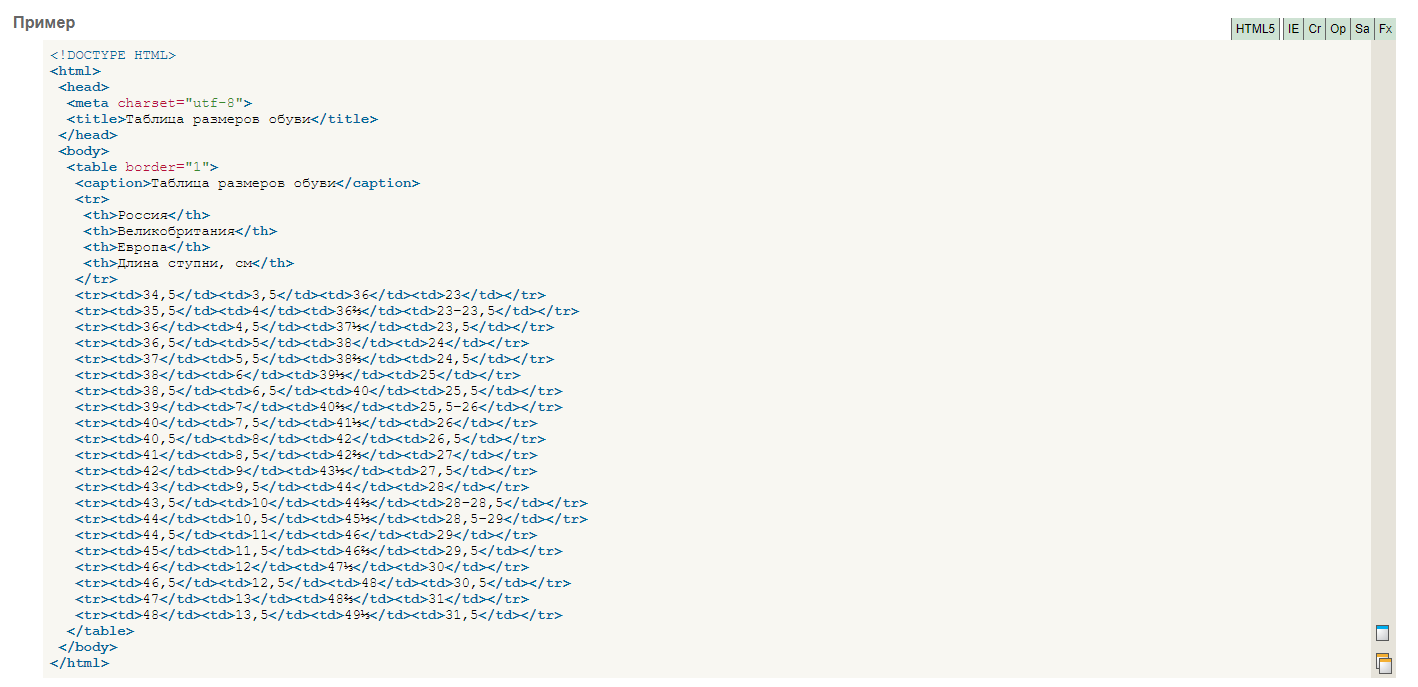 Пример
HTML5 IE Cr Op Sa Fx
<!DOCTYPE HTML>
<html>
<head>
<meta charset="utf-8">
<title>Таблица размеров обуви</title>
</head>
<body>
<table border="1">
<caption>Таблица размеров обуви</caption>
<tr>
<th>Россия</th>
<th>Великобритания</th>
<th>Европа</th>
<th>Длина ступни, см</th>
</tr>
<tr><td>34,5</td><td>3,5</td><td>36</td><td>23</td></tr>
<tr><td>35,5</td><td>4</td><td>36⅔</td><td>23–23,5</td></tr>
<tr><td>36</td><td>4,5</td><td>37⅓</td><td>23,5</td></tr>
<tr><td>36,5</td><td>5</td><td>38</td><td>24</td></tr>
<tr><td>37</td><td>5,5</td><td>38⅔</td><td>24,5</td></tr>
<tr><td>38</td><td>6</td><td>39⅓</td><td>25</td></tr>
<tr><td>38,5</td><td>6,5</td><td>40</td><td>25,5</td></tr>
<tr><td>39</td><td>7</td><td>40⅔</td><td>25,5–26</td></tr>
<tr><td>40</td><td>7,5</td><td>41⅓</td><td>26</td></tr>
<tr><td>40,5</td><td>8</td><td>42</td><td>26,5</td></tr>
<tr><td>41</td><td>8,5</td><td>42⅔</td><td>27</td></tr>
<tr><td>42</td><td>9</td><td>43⅓</td><td>27,5</td></tr>
<tr><td>43</td><td>9,5</td><td>44</td><td>28</td></tr>
<tr><td>43,5</td><td>10</td><td>44⅔</td><td>28–28,5</td></tr>
<tr><td>44</td><td>10,5</td><td>45⅓</td><td>28,5–29</td></tr>
<tr><td>44,5</td><td>11</td><td>46</td><td>29</td></tr>
<tr><td>45</td><td>11,5</td><td>46⅔</td><td>29,5</td></tr>
<tr><td>46</td><td>12</td><td>47⅓</td><td>30</td></tr>
<tr><td>46,5</td><td>12,5</td><td>48</td><td>30,5</td></tr>
<tr><td>47</td><td>13</td><td>48⅔</td><td>31</td></tr>
<tr><td>48</td><td>13,5</td><td>49⅓</td><td>31,5</td></tr>
</table>
</body>
</html>